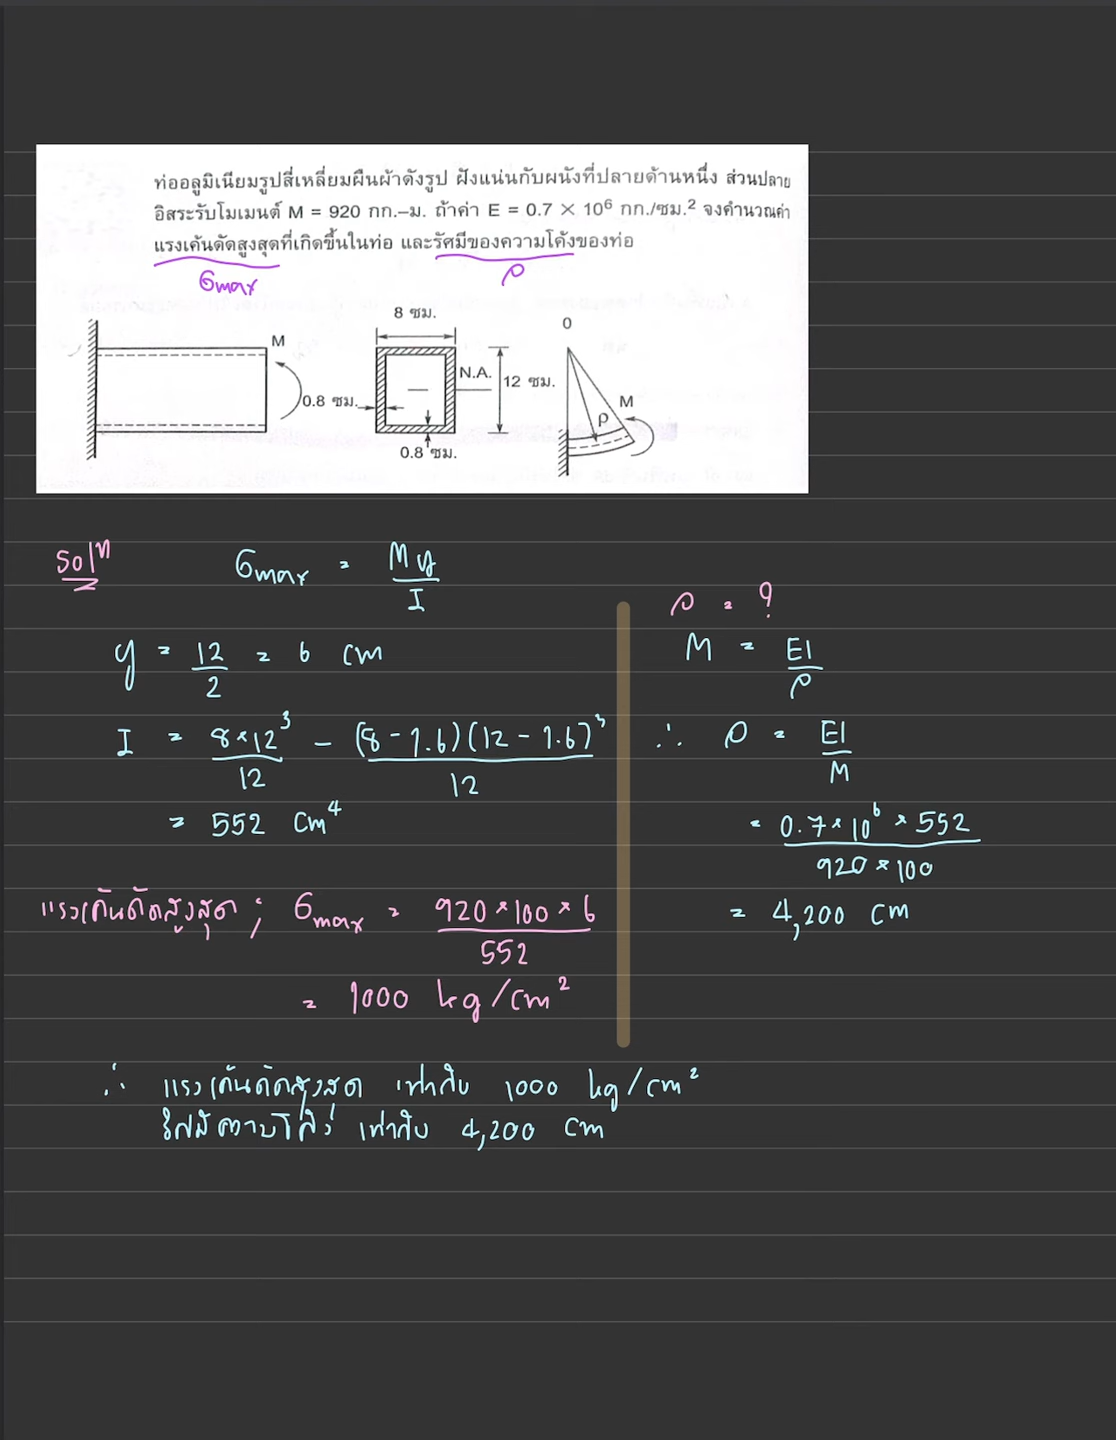 ท่ออลูมิเนียมรูปสี่เหลี่ยมผืนผ้าดังรูป ฝังแน่นกับผนังที่ปลายด้านหนึ่ง ส่วนปลาย
อิสระรับโมเมนต์ M = 920 กก.–ม. ถ้าค่า E = 0.7 × 10⁶ กก./ซม.² จงคำนวณค่า
แรงเค้นดัดสูงสุดที่เกิดขึ้นในท่อ และรัศมีของความโค้งของท่อ
σmax
ρ
8 ซม.
0
M
N.A.
12 ซม.
0.8 ซม.
M
ρ
0.8 ซม.
Solⁿ
σmax = My/I
y = 12/2 = 6 cm
I = 8×12³/12 − (8-1.6)(12-1.6)³/12
= 552 cm⁴
แรงเค้นดัดสูงสุด ; σmax = 920×100×6/552
= 1000 kg/cm²
ρ = ?
M = EI/ρ
∴ ρ = EI/M
= 0.7×10⁶×552/920×100
= 4,200 cm
∴ แรงเค้นดัดสูงสุด เท่ากับ 1000 kg/cm²
รัศมีความโค้ง เท่ากับ 4,200 cm